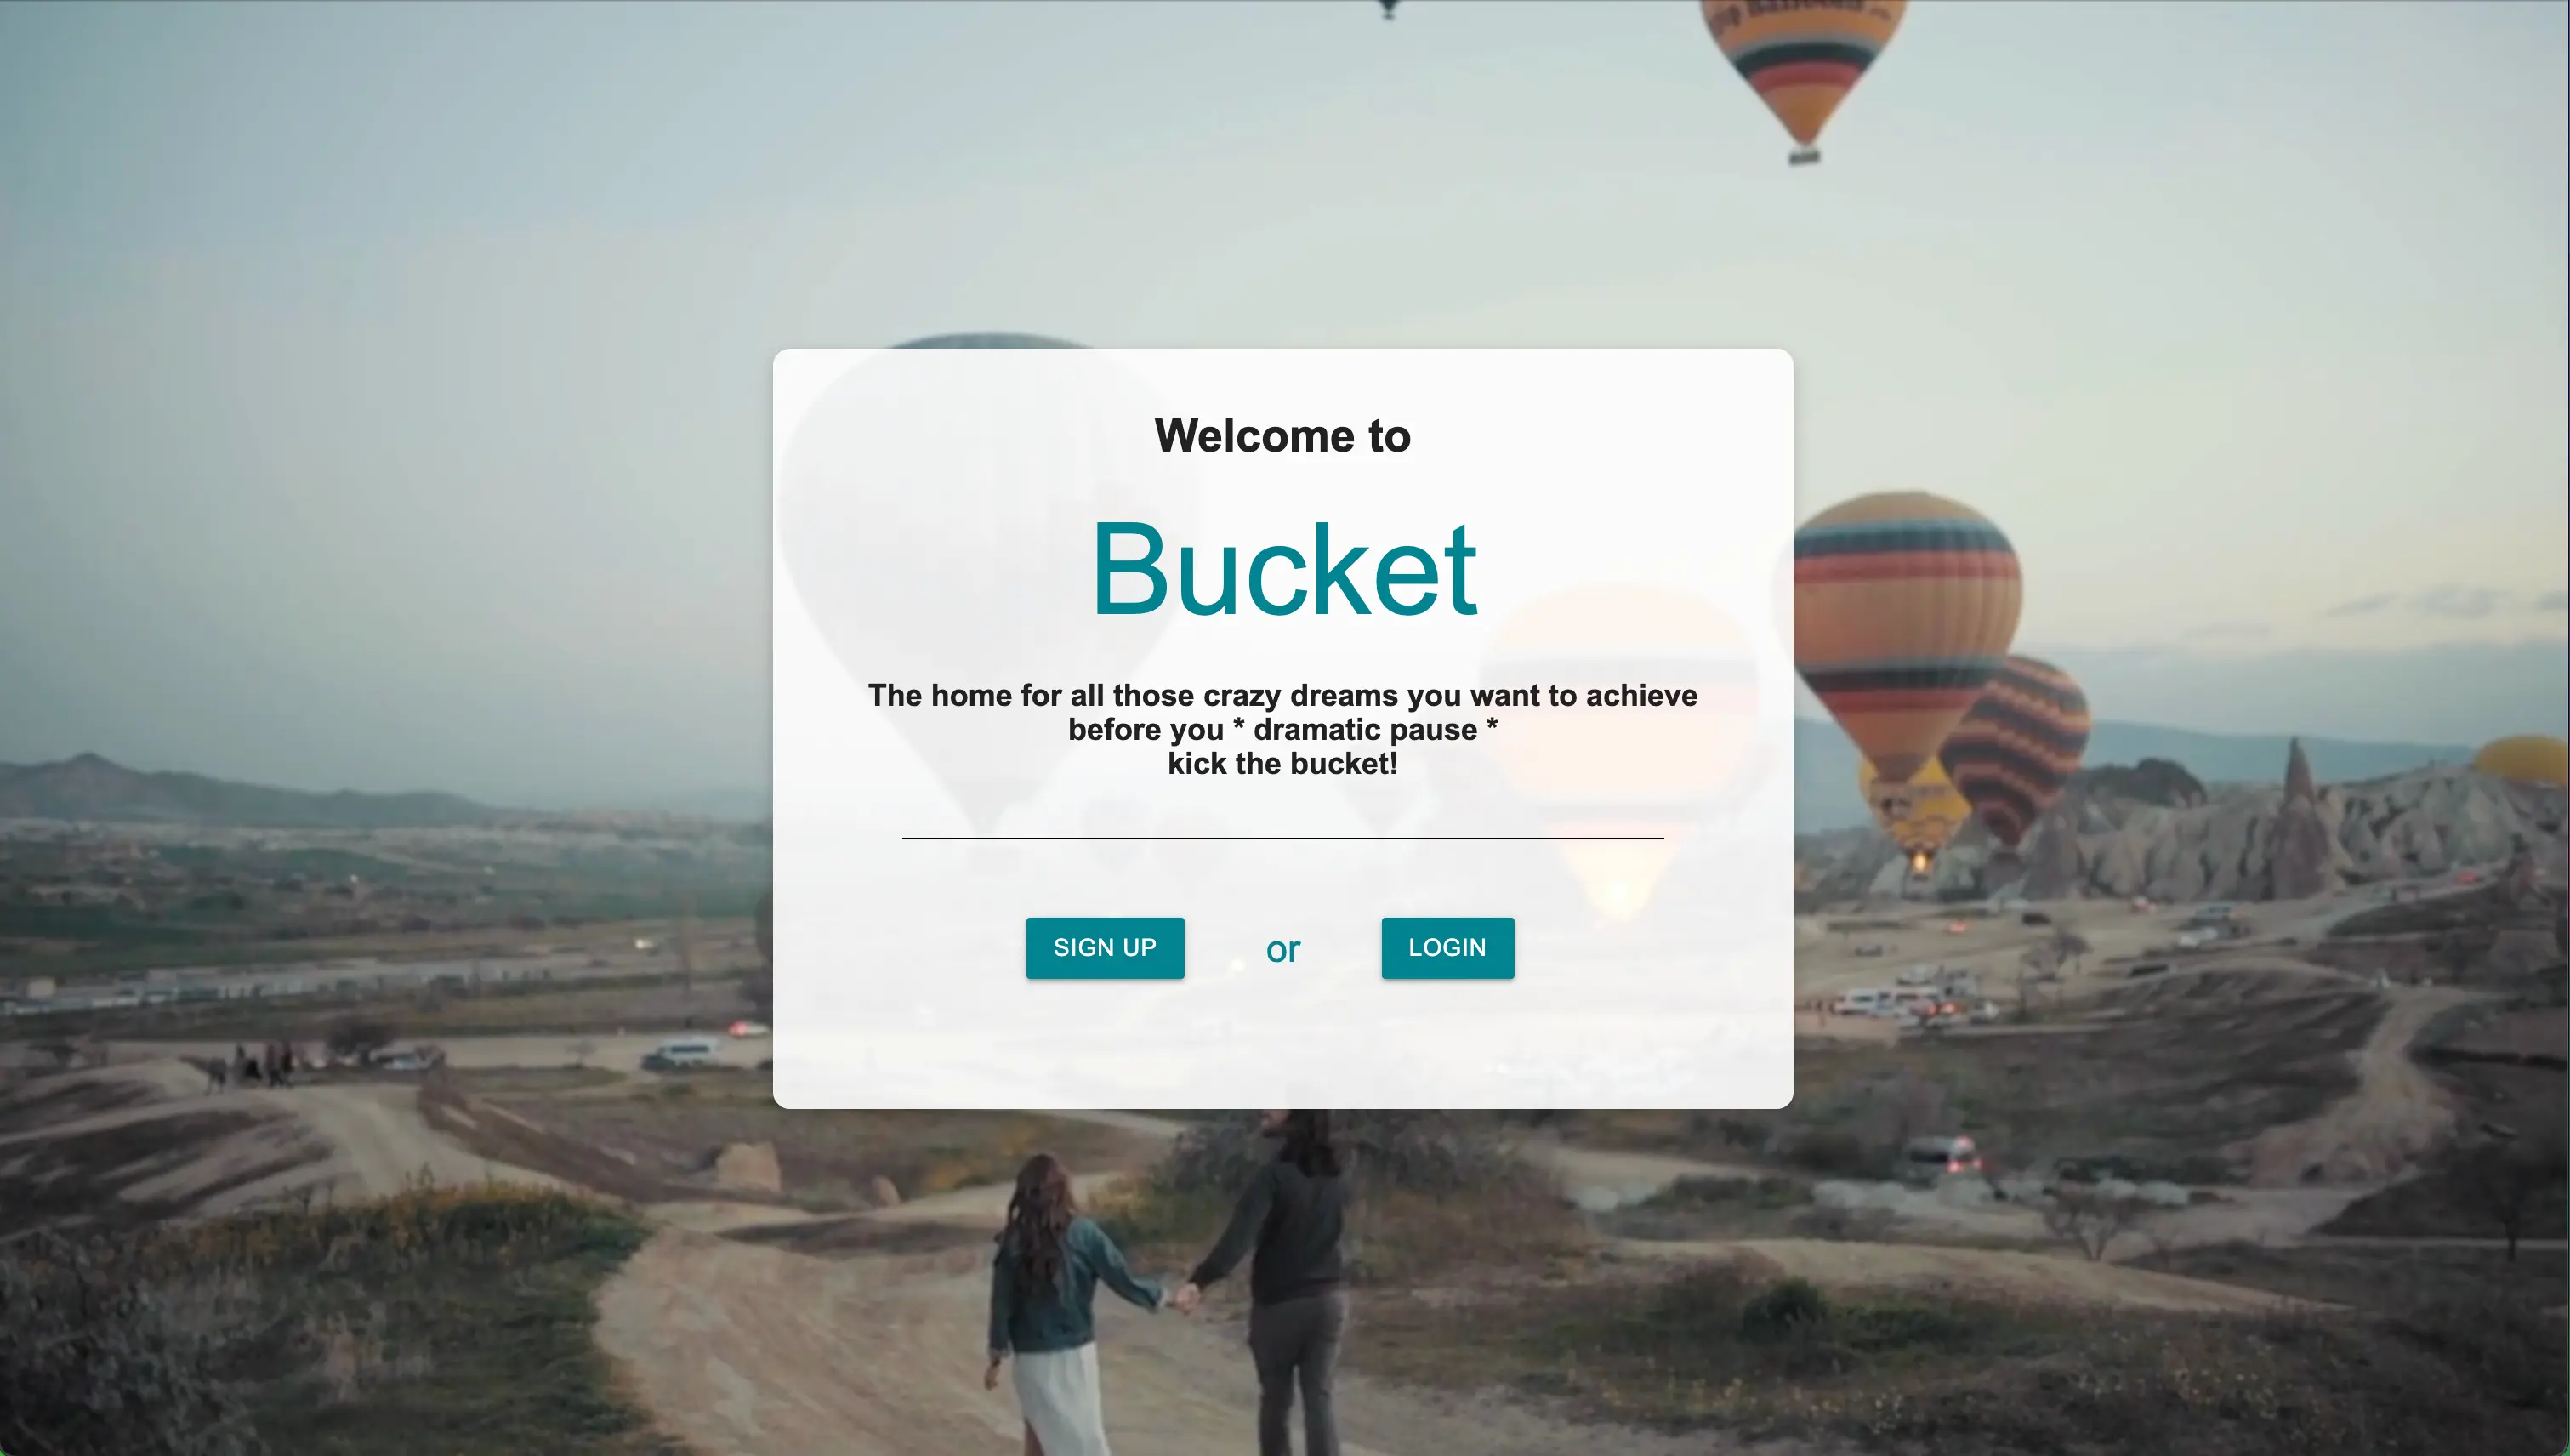 Welcome to
Bucket
The home for all those crazy dreams you want to achieve
before you * dramatic pause *
kick the bucket!
SIGN UP or LOGIN